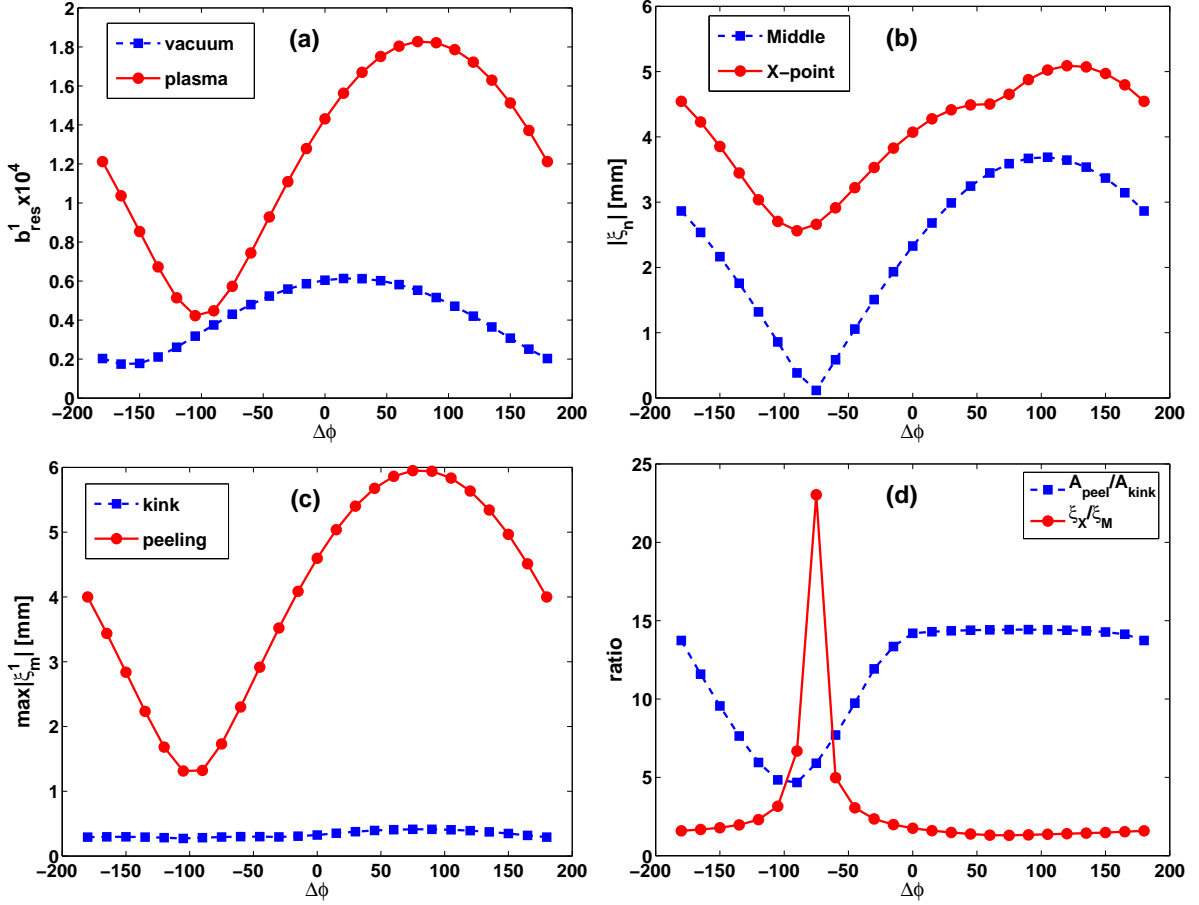 (a)
vacuum
plasma
b¹res x10⁴
2
1.8
1.6
1.4
1.2
1
0.8
0.6
0.4
0.2
0
−200 −150 −100 −50 0 50 100 150 200
Δϕ
(b)
Middle
X−point
|ξn| [mm]
6
5
4
3
2
1
0
−200 −150 −100 −50 0 50 100 150 200
Δϕ
(c)
kink
peeling
max|ξ¹m| [mm]
6
5
4
3
2
1
0
−200 −150 −100 −50 0 50 100 150 200
Δϕ
(d)
Apeel/Akink
ξX/ξM
ratio
25
20
15
10
5
0
−200 −150 −100 −50 0 50 100 150 200
Δϕ